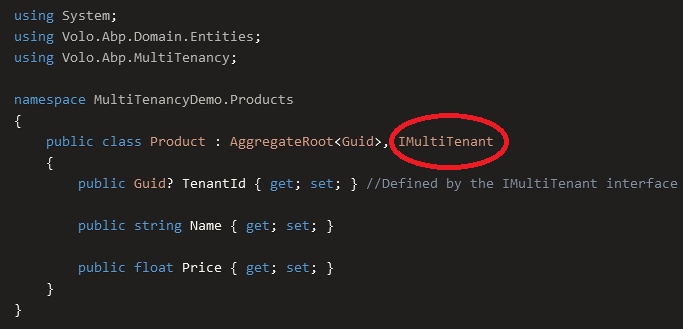 using System;
using Volo.Abp.Domain.Entities;
using Volo.Abp.MultiTenancy;
namespace MultiTenancyDemo.Products
{
public class Product : AggregateRoot<Guid>, IMultiTenant
{
public Guid? TenantId { get; set; } //Defined by the IMultiTenant interface
public string Name { get; set; }
public float Price { get; set; }
}
}